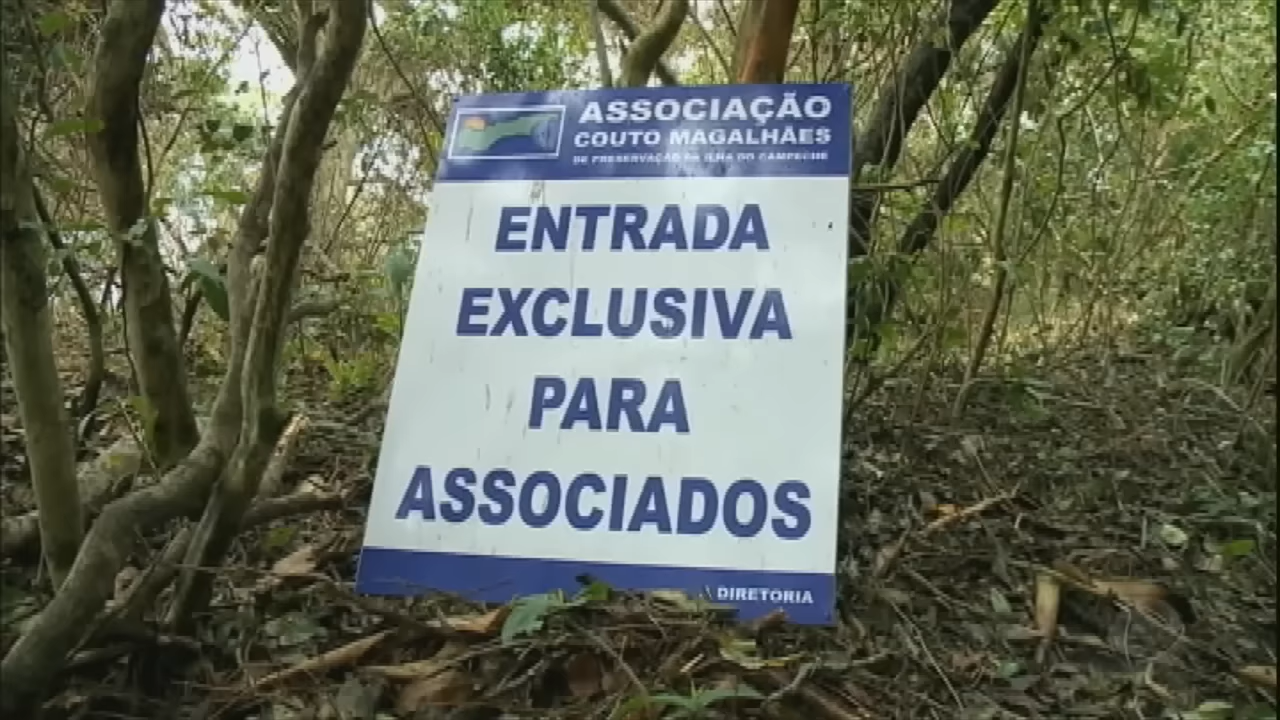 ASSOCIAÇÃO
COUTO MAGALHÃES
DE PRESERVAÇÃO DA ILHA DO CAMPECHE
ENTRADA
EXCLUSIVA
PARA
ASSOCIADOS
A DIRETORIA